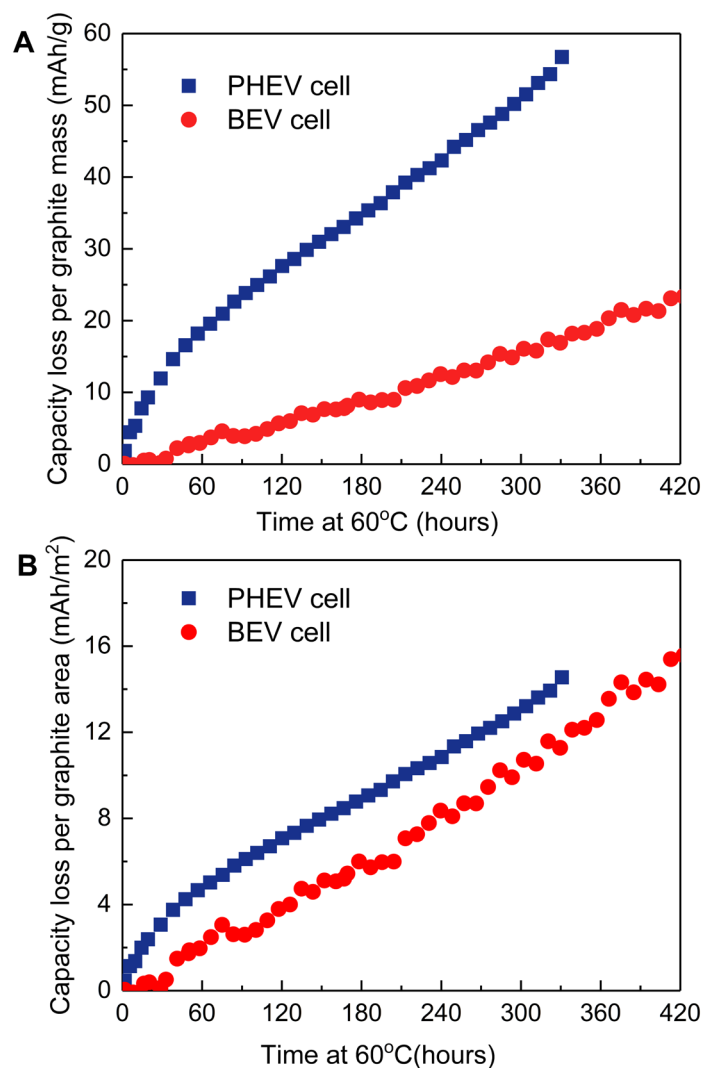 A
Capacity loss per graphite mass (mAh/g)
60
50
40
30
20
10
0
PHEV cell
BEV cell
0 60 120 180 240 300 360 420
Time at 60°C (hours)
B
Capacity loss per graphite area (mAh/m²)
20
16
12
8
4
0
PHEV cell
BEV cell
0 60 120 180 240 300 360 420
Time at 60°C(hours)